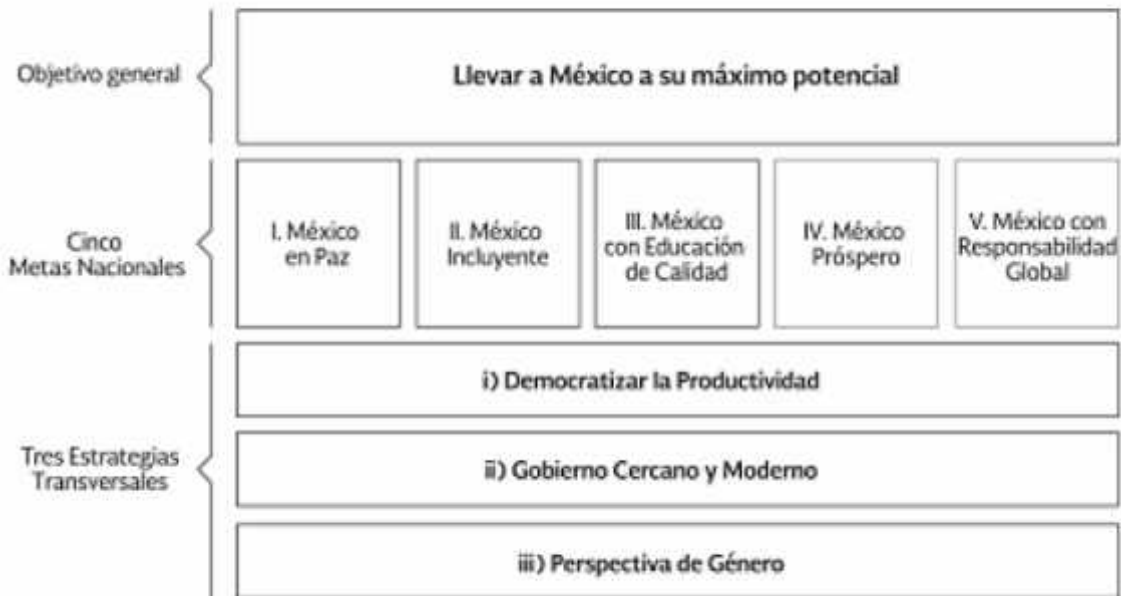 Objetivo general
Llevar a México a su máximo potencial
Cinco
Metas Nacionales
I. México
en Paz
II. México
Incluyente
III. México
con Educación
de Calidad
IV. México
Próspero
V. México con
Responsabilidad
Global
Tres Estrategias
Transversales
i) Democratizar la Productividad
ii) Gobierno Cercano y Moderno
iii) Perspectiva de Género